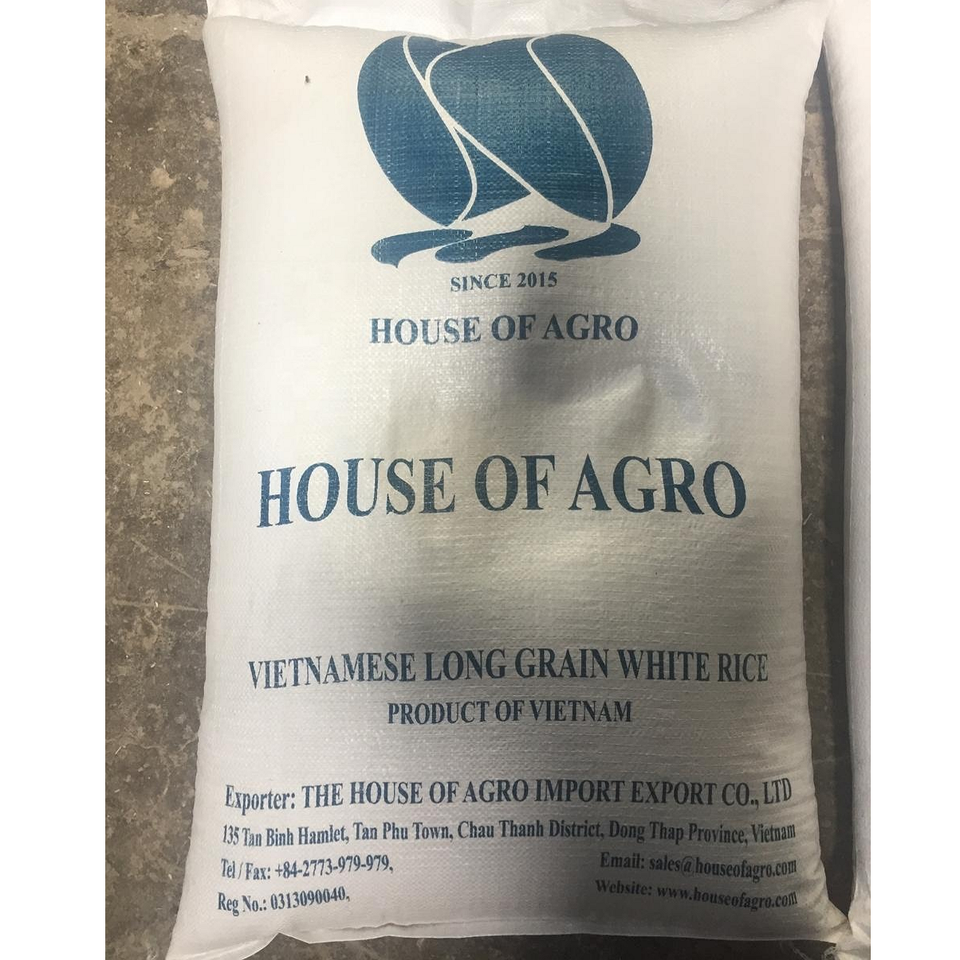 SINCE 2015
HOUSE OF AGRO
HOUSE OF AGRO
VIETNAMESE LONG GRAIN WHITE RICE
PRODUCT OF VIETNAM
Exporter: THE HOUSE OF AGRO IMPORT EXPORT CO., LTD
135 Tan Binh Hamlet, Tan Phu Town, Chau Thanh District, Dong Thap Province, Vietnam
Tel / Fax: +84-2773-979-979, Email: sales@houseofagro.com
Reg No.: 0313090040, Website: www.houseofagro.com